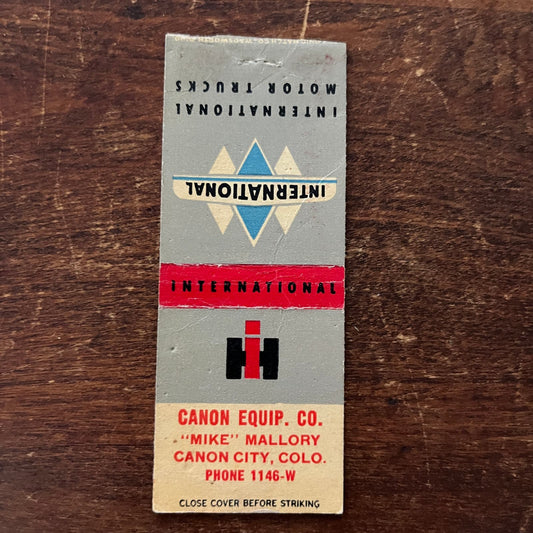 INTERNATIONAL
MOTOR TRUCKS
INTERNATIONAL
INTERNATIONAL
IH
CANON EQUIP. CO.
"MIKE" MALLORY
CANON CITY, COLO.
PHONE 1146-W
CLOSE COVER BEFORE STRIKING